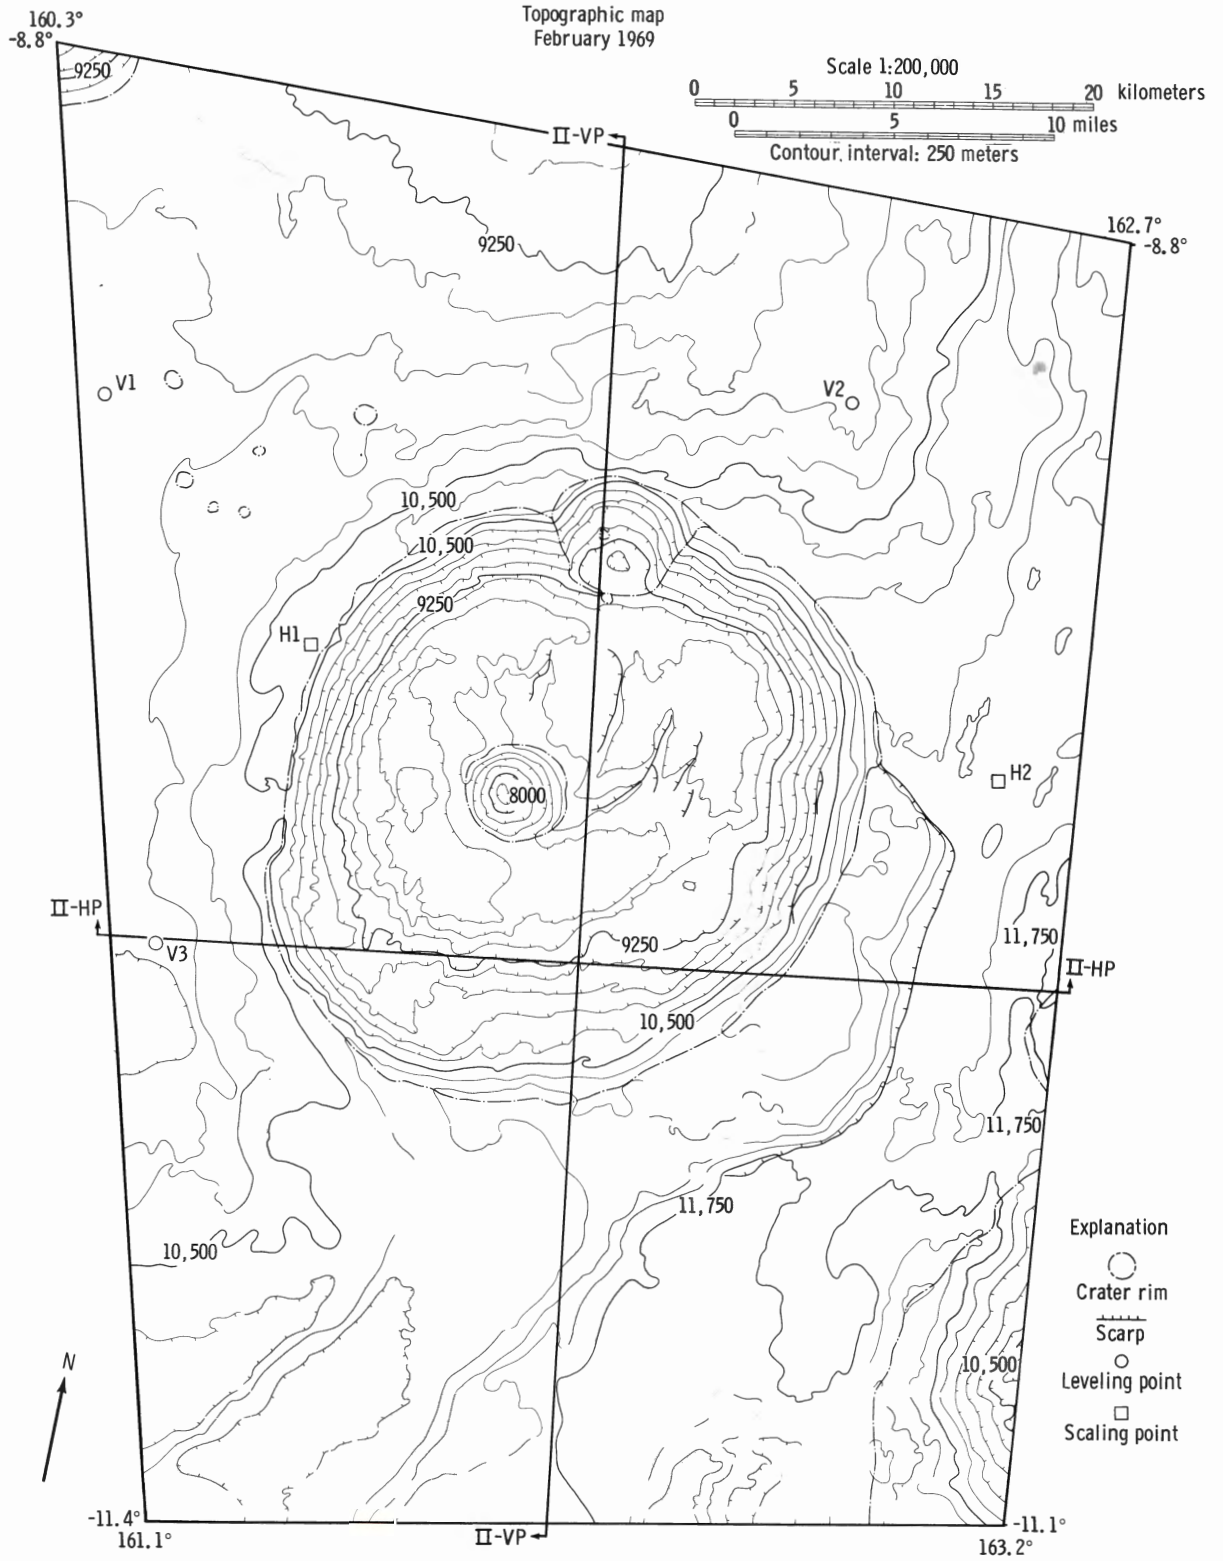 Topographic map
February 1969
160.3°
-8.8°
9250
Scale 1:200,000
0 5 10 15 20 kilometers
0 5 10 miles
Contour interval: 250 meters
II-VP
162.7°
-8.8°
9250
V1
V2
10,500
10,500
9250
H1
H2
8000
II-HP
V3
9250
11,750
II-HP
10,500
11,750
11,750
10,500
Explanation
Crater rim
Scarp
Leveling point
Scaling point
10,500
N
-11.4°
161.1°
II-VP
-11.1°
163.2°